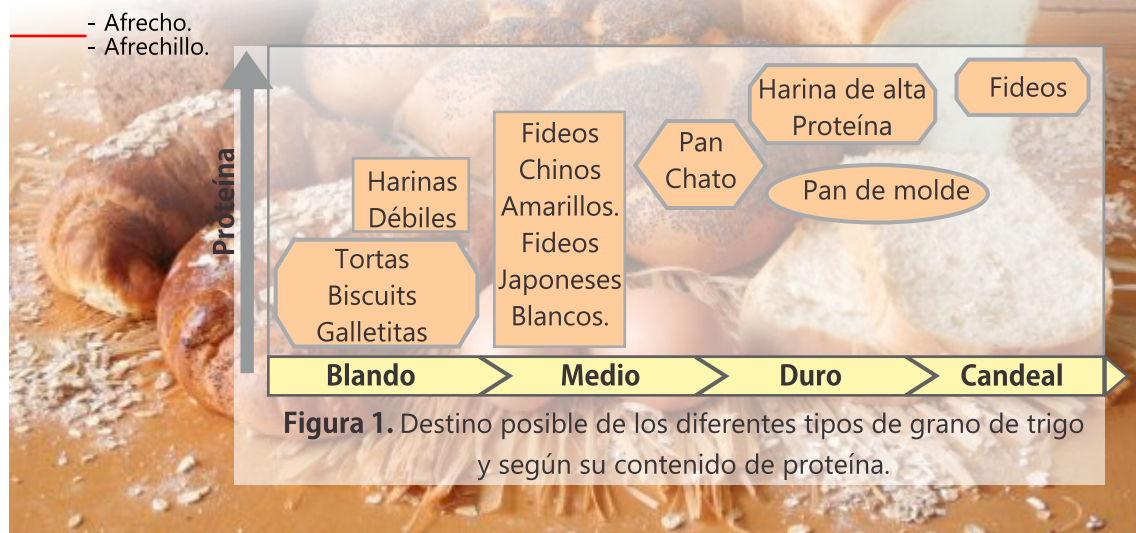 - Afrecho.
- Afrechillo.
Proteína
Harinas
Débiles
Tortas
Biscuits
Galletitas
Fideos
Chinos
Amarillos.
Fideos
Japoneses
Blancos.
Pan
Chato
Harina de alta
Proteína
Pan de molde
Fideos
Blando
Medio
Duro
Candeal
Figura 1. Destino posible de los diferentes tipos de grano de trigo
y según su contenido de proteína.